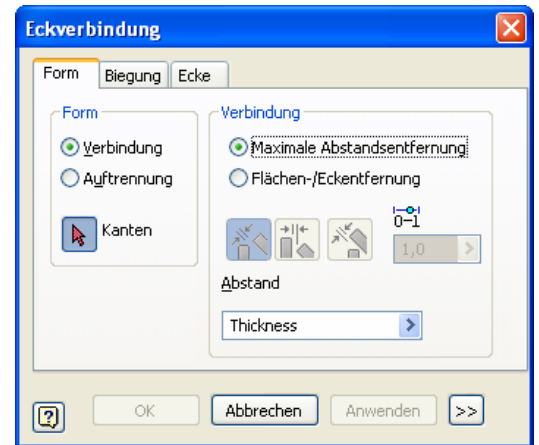 Eckverbindung
Form Biegung Ecke
Form
Verbindung
Auftrennung
Kanten
Verbindung
Maximale Abstandsentfernung
Flächen-/Eckentfernung
0-1
1,0 >
Abstand
Thickness >
? OK Abbrechen Anwenden >>